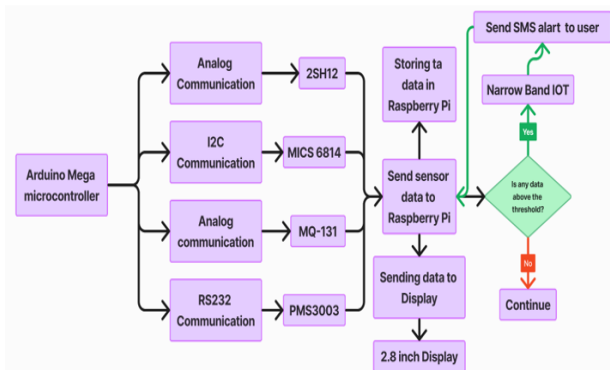 Arduino Mega
microcontroller
Analog
Communication
2SH12
I2C
Communication
MICS 6814
Analog
communication
MQ-131
RS232
Communication
PMS3003
Storing ta
data in
Raspberry Pi
Send sensor
data to
Raspberry Pi
Sending data to
Display
2.8 inch Display
Send SMS alart to user
Narrow Band IOT
Yes
Is any data
above the
threshold?
No
Continue